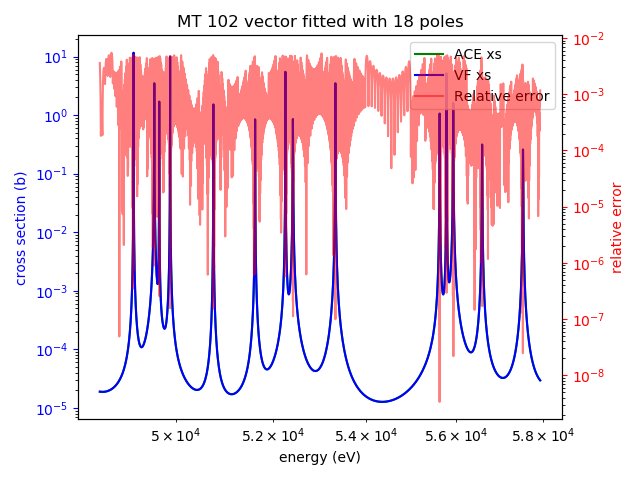 MT 102 vector fitted with 18 poles
ACE xs
VF xs
Relative error
cross section (b)
10¹
10⁰
10⁻¹
10⁻²
10⁻³
10⁻⁴
10⁻⁵
10⁻²
10⁻³
10⁻⁴
10⁻⁵
10⁻⁶
10⁻⁷
10⁻⁸
relative error
5 × 10⁴ 5.2 × 10⁴ 5.4 × 10⁴ 5.6 × 10⁴ 5.8 × 10⁴
energy (eV)